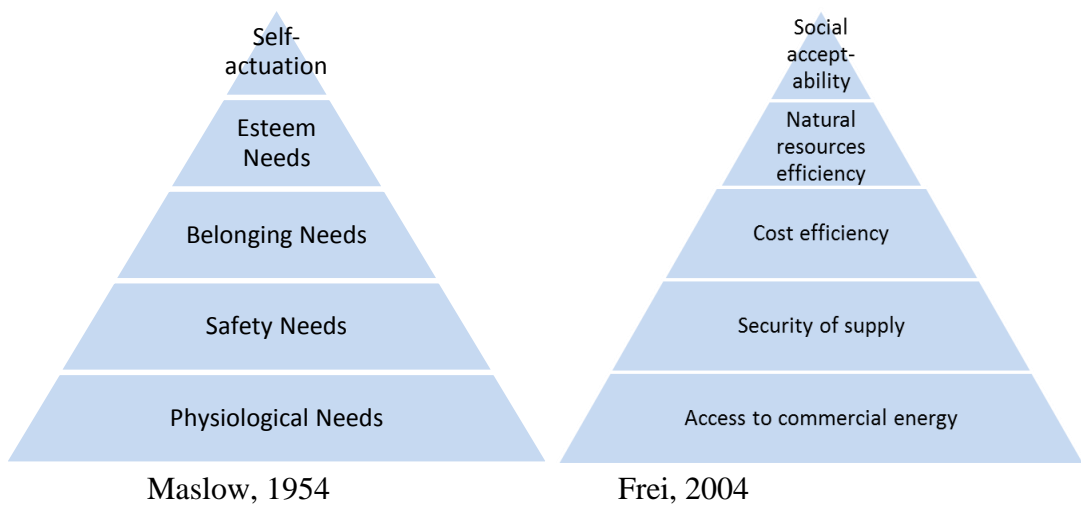 Self-
actuation
Esteem
Needs
Belonging Needs
Safety Needs
Physiological Needs
Maslow, 1954
Social
accept-
ability
Natural
resources
efficiency
Cost efficiency
Security of supply
Access to commercial energy
Frei, 2004